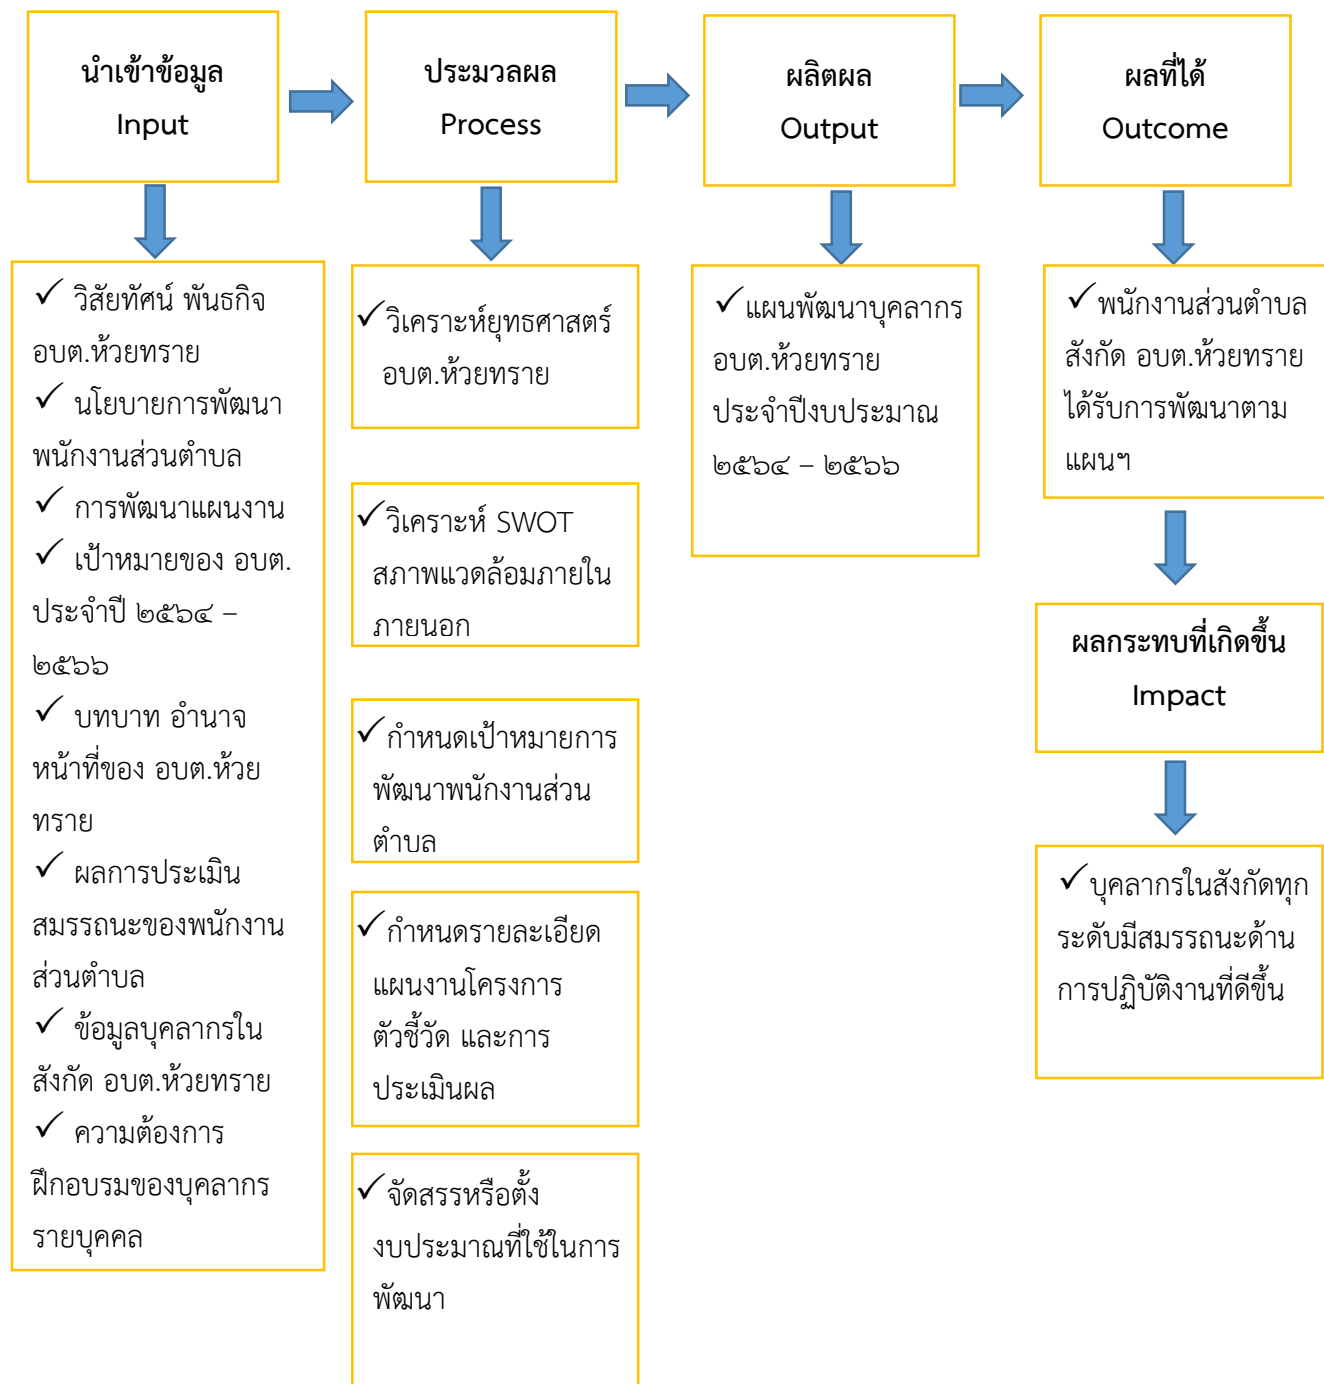 นำเข้าข้อมูล
Input
ประมวลผล
Process
ผลิตผล
Output
ผลที่ได้
Outcome
✓ วิสัยทัศน์ พันธกิจ
อบต.ห้วยทราย
✓ นโยบายการพัฒนา
พนักงานส่วนตำบล
✓ การพัฒนาแผนงาน
✓ เป้าหมายของ อบต.
ประจำปี ๒๕๖๔ –
๒๕๖๖
✓ บทบาท อำนาจ
หน้าที่ของ อบต.ห้วย
ทราย
✓ ผลการประเมิน
สมรรถนะของพนักงาน
ส่วนตำบล
✓ ข้อมูลบุคลากรใน
สังกัด อบต.ห้วยทราย
✓ ความต้องการ
ฝึกอบรมของบุคลากร
รายบุคคล
✓วิเคราะห์ยุทธศาสตร์
อบต.ห้วยทราย
✓วิเคราะห์ SWOT
สภาพแวดล้อมภายใน
ภายนอก
✓กำหนดเป้าหมายการ
พัฒนาพนักงานส่วน
ตำบล
✓กำหนดรายละเอียด
แผนงานโครงการ
ตัวชี้วัด และการ
ประเมินผล
✓จัดสรรหรือตั้ง
งบประมาณที่ใช้ในการ
พัฒนา
✓แผนพัฒนาบุคลากร
อบต.ห้วยทราย
ประจำปีงบประมาณ
๒๕๖๔ – ๒๕๖๖
✓พนักงานส่วนตำบล
สังกัด อบต.ห้วยทราย
ได้รับการพัฒนาตาม
แผนฯ
ผลกระทบที่เกิดขึ้น
Impact
✓บุคลากรในสังกัดทุก
ระดับมีสมรรถนะด้าน
การปฏิบัติงานที่ดีขึ้น